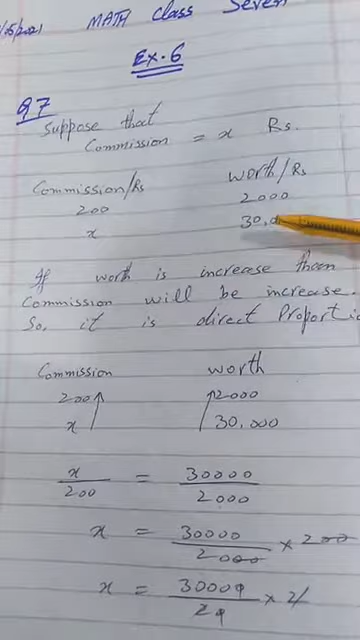 MATH Class Seven
Ex.6
Q7
Suppose that
Commission = x Rs.
Commission/Rs worth/Rs
200 2000
x 30,0
If worth is increase then
Commission will be increase.
So, it is direct Proportio
Commission worth
200 2000
x 30,000
x/200 = 30000/2000
x = 30000/2000 × 200
x = 30000/20 × 2